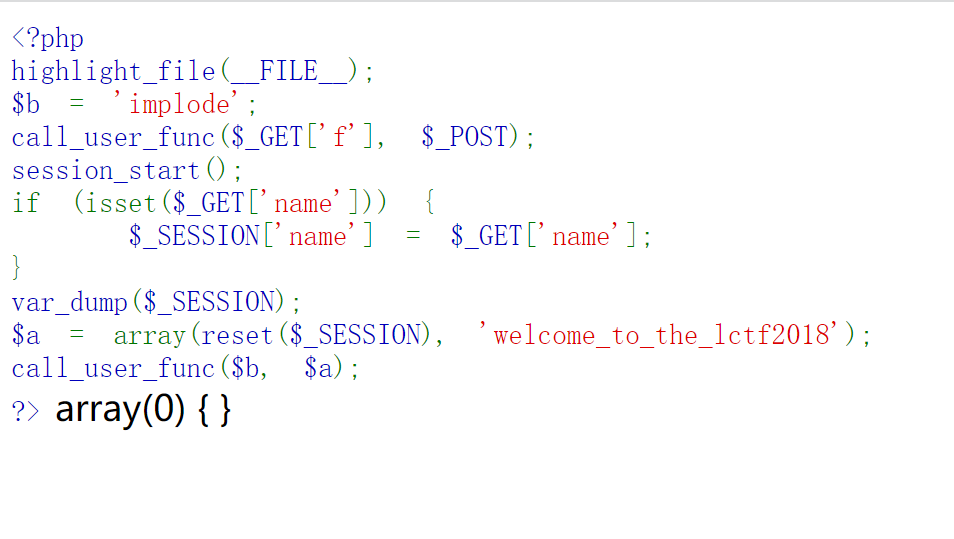 <?php
highlight_file(__FILE__);
$b = 'implode';
call_user_func($_GET['f'], $_POST);
session_start();
if (isset($_GET['name'])) {
$_SESSION['name'] = $_GET['name'];
}
var_dump($_SESSION);
$a = array(reset($_SESSION), 'welcome_to_the_lctf2018');
call_user_func($b, $a);
?> array(0) { }